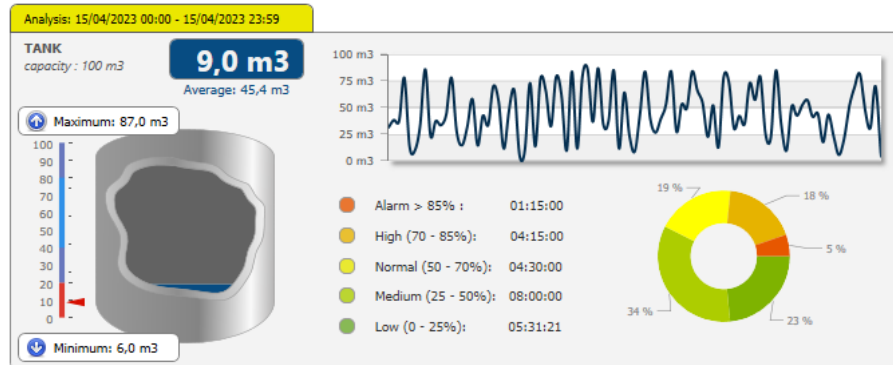 Analysis: 15/04/2023 00:00 - 15/04/2023 23:59
TANK
capacity : 100 m3
9,0 m3
Average: 45,4 m3
Maximum: 87,0 m3
100
90
80
70
60
50
40
30
20
10
0
Minimum: 6,0 m3
100 m3
75 m3
50 m3
25 m3
0 m3
Alarm > 85% : 01:15:00
High (70 - 85%): 04:15:00
Normal (50 - 70%): 04:30:00
Medium (25 - 50%): 08:00:00
Low (0 - 25%): 05:31:21
19 %
18 %
5 %
34 %
23 %